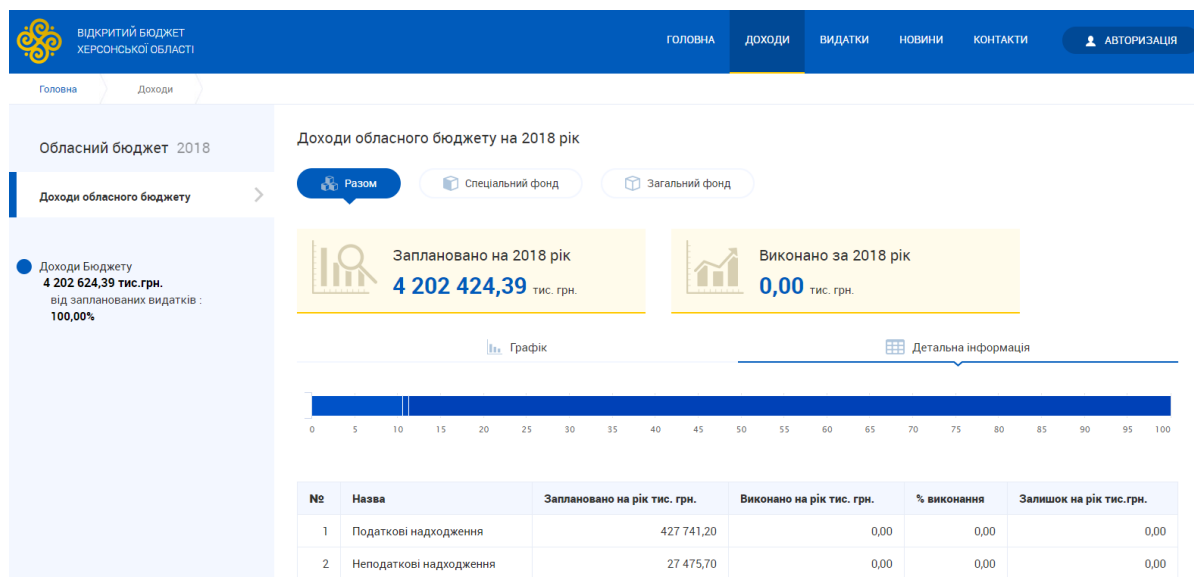 ВІДКРИТИЙ БЮДЖЕТ
ХЕРСОНСЬКОЇ ОБЛАСТІ
ГОЛОВНА ДОХОДИ ВИДАТКИ НОВИНИ КОНТАКТИ АВТОРИЗАЦІЯ
Головна Доходи
Обласний бюджет 2018
Доходи обласного бюджету
Доходи Бюджету
4 202 624,39 тис.грн.
від запланованих видатків :
100,00%
Доходи обласного бюджету на 2018 рік
Разом Спеціальний фонд Загальний фонд
Заплановано на 2018 рік
4 202 424,39 тис. грн.
Виконано за 2018 рік
0,00 тис. грн.
Графік Детальна інформація
0 5 10 15 20 25 30 35 40 45 50 55 60 65 70 75 80 85 90 95 100
№ Назва Заплановано на рік тис. грн. Виконано на рік тис. грн. % виконання Залишок на рік тис.грн.
1 Податкові надходження 427 741,20 0,00 0,00 0,00
2 Неподаткові надходження 27 475,70 0,00 0,00 0,00